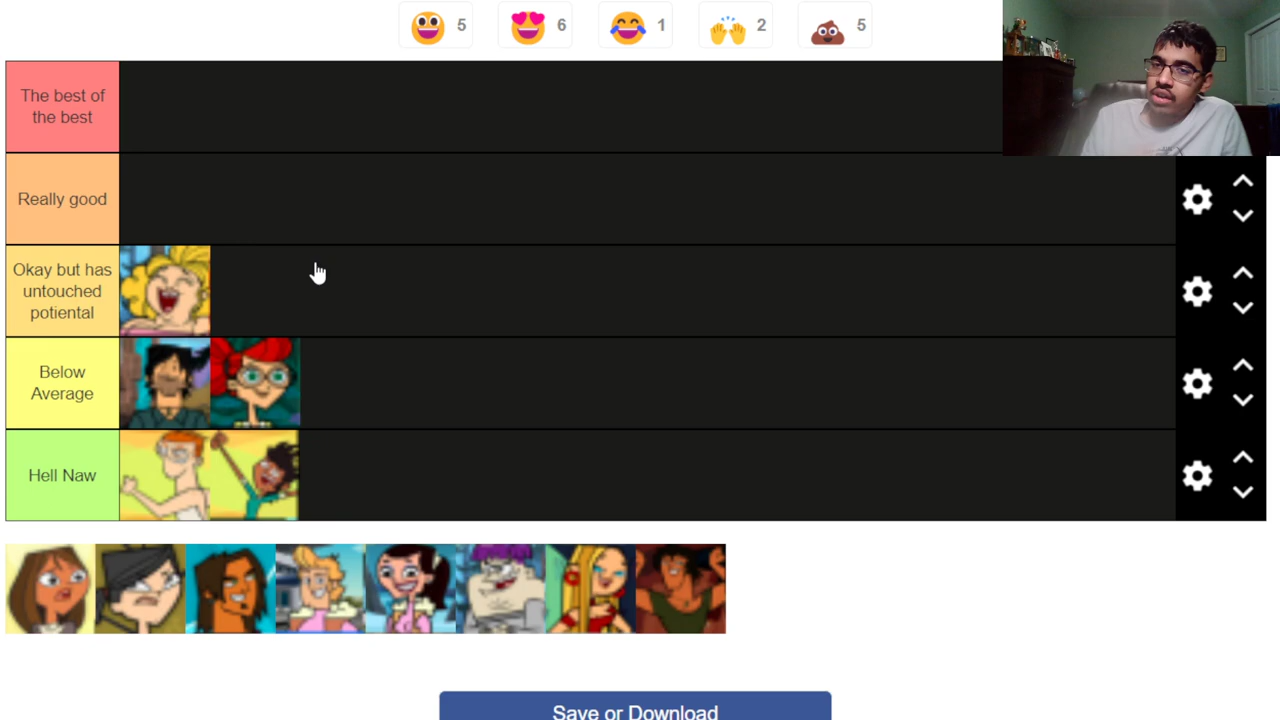 5 6 1 2 5
The best of
the best
Really good
Okay but has
untouched
potiental
Below
Average
Hell Naw
Save or Download